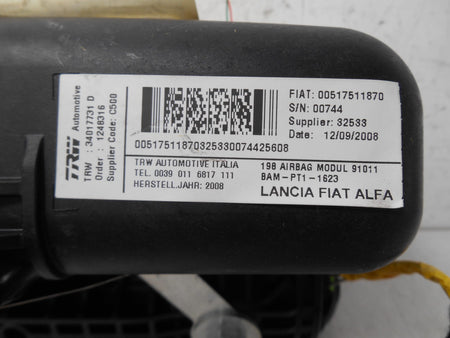 TRW Automotive
TRW : 34017731 D
Order : 1248316
Supplier Code: C500
FIAT: 00517511870
S/N: 00744
Supplier: 32533
Date: 12/09/2008
00517511870325330074425608
TRW AUTOMOTIVE ITALIA
TEL. 0039 011 6817 111
HERSTELL.JAHR: 2008
198 AIRBAG MODUL 91011
BAM-PT1-1623
LANCIA FIAT ALFA